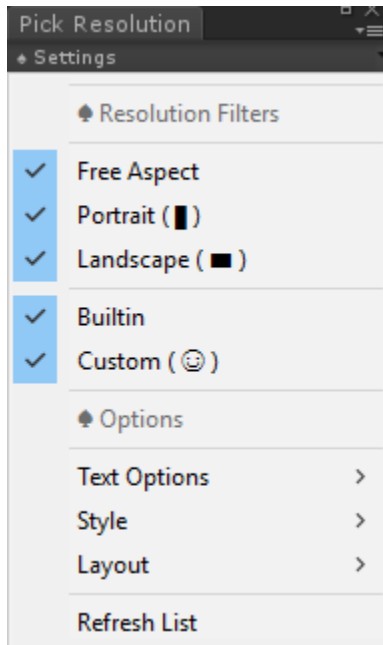 Pick Resolution
♠ Settings
♠ Resolution Filters
Free Aspect
Portrait (▮)
Landscape ( ▬ )
Builtin
Custom ( ☺ )
♠ Options
Text Options
Style
Layout
Refresh List